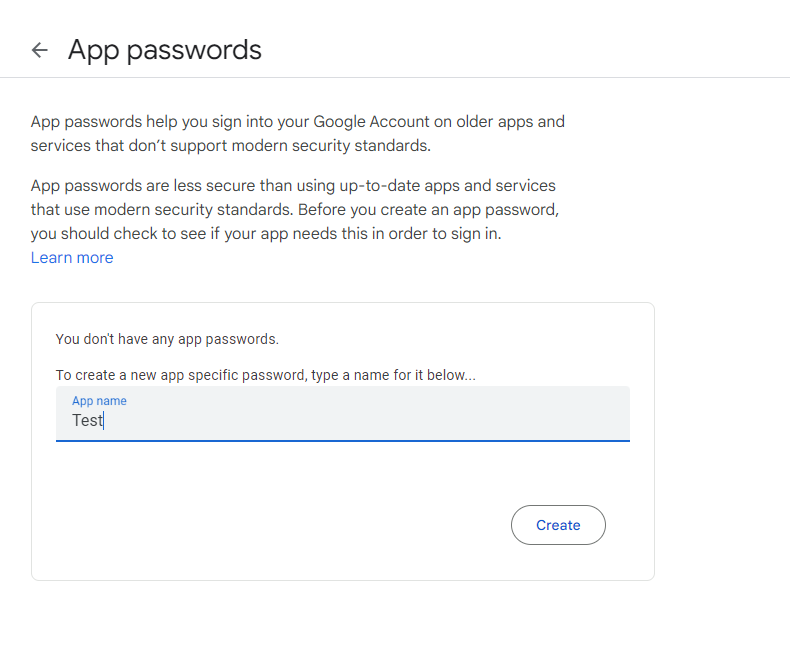 App passwords
App passwords help you sign into your Google Account on older apps and
services that don’t support modern security standards.
App passwords are less secure than using up-to-date apps and services
that use modern security standards. Before you create an app password,
you should check to see if your app needs this in order to sign in.
Learn more
You don't have any app passwords.
To create a new app specific password, type a name for it below...
App name
Test
Create